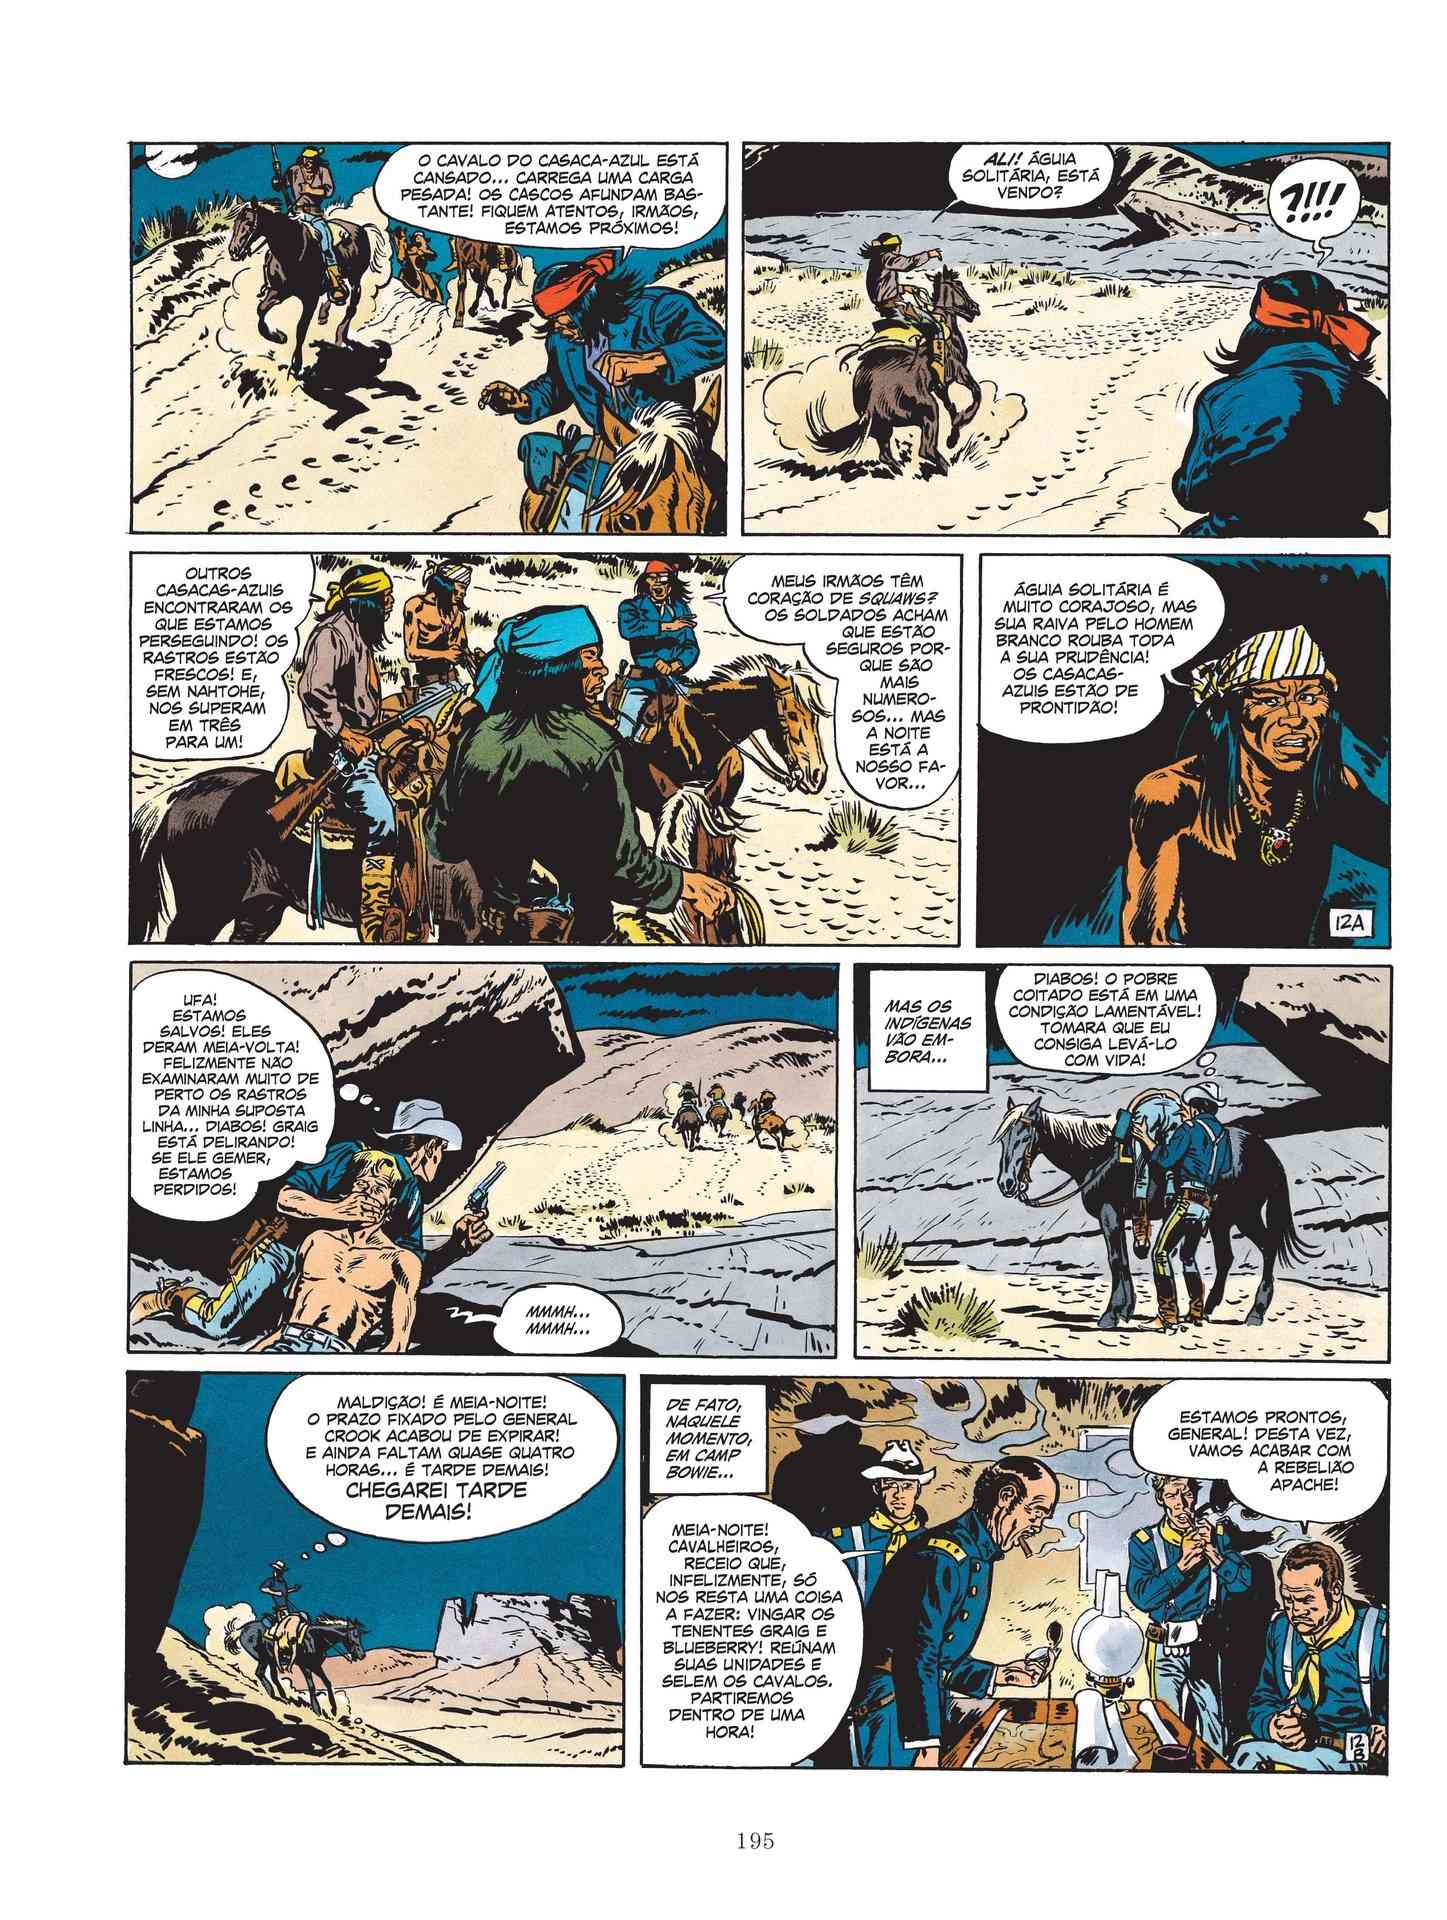 O CAVALO DO CASACA-AZUL ESTÁ
CANSADO... CARREGA UMA CARGA
PESADA! OS CASCOS AFUNDAM BAS-
TANTE! FIQUEM ATENTOS, IRMÃOS,
ESTAMOS PRÓXIMOS!
ALI! ÁGUIA
SOLITÁRIA, ESTÁ
VENDO?
?!!!
OUTROS
CASACAS-AZUIS
ENCONTRARAM OS
QUE ESTAMOS
PERSEGUINDO! OS
RASTROS ESTÃO
FRESCOS! E,
SEM NAHTOHE,
NOS SUPERAM
EM TRÊS
PARA UM!
MEUS IRMÃOS TÊM
CORAÇÃO DE SQUAWS?
OS SOLDADOS ACHAM
QUE ESTÃO
SEGUROS POR-
QUE SÃO
MAIS
NUMERO-
SOS... MAS
A NOITE
ESTÁ A
NOSSO FA-
VOR...
ÁGUIA SOLITÁRIA É
MUITO CORAJOSO, MAS
SUA RAIVA PELO HOMEM
BRANCO ROUBA TODA
A SUA PRUDÊNCIA!
OS CASACAS-
AZUIS ESTÃO DE
PRONTIDÃO!
12A
UFA!
ESTAMOS
SALVOS! ELES
DERAM MEIA-VOLTA!
FELIZMENTE NÃO
EXAMINARAM MUITO DE
PERTO OS RASTROS
DA MINHA SUPOSTA
LINHA... DIABOS! GRAIG
ESTÁ DELIRANDO!
SE ELE GEMER,
ESTAMOS
PERDIDOS!
MMMH...
MMMH...
MAS OS
INDÍGENAS
VÃO EM-
BORA...
DIABOS! O POBRE
COITADO ESTÁ EM UMA
CONDIÇÃO LAMENTÁVEL!
TOMARA QUE EU
CONSIGA LEVÁ-LO
COM VIDA!
MALDIÇÃO! É MEIA-NOITE!
O PRAZO FIXADO PELO GENERAL
CROOK ACABOU DE EXPIRAR!
E AINDA FALTAM QUASE QUATRO
HORAS... É TARDE DEMAIS!
CHEGAREI TARDE
DEMAIS!
DE FATO,
NAQUELE
MOMENTO,
EM CAMP
BOWIE...
MEIA-NOITE!
CAVALHEIROS,
RECEIO QUE,
INFELIZMENTE, SÓ
NOS RESTA UMA COISA
A FAZER: VINGAR OS
TENENTES GRAIG E
BLUEBERRY! REÚNAM
SUAS UNIDADES E
SELEM OS CAVALOS.
PARTIREMOS
DENTRO DE UMA
HORA!
ESTAMOS PRONTOS,
GENERAL! DESTA VEZ,
VAMOS ACABAR COM
A REBELIÃO
APACHE!
12
B
195